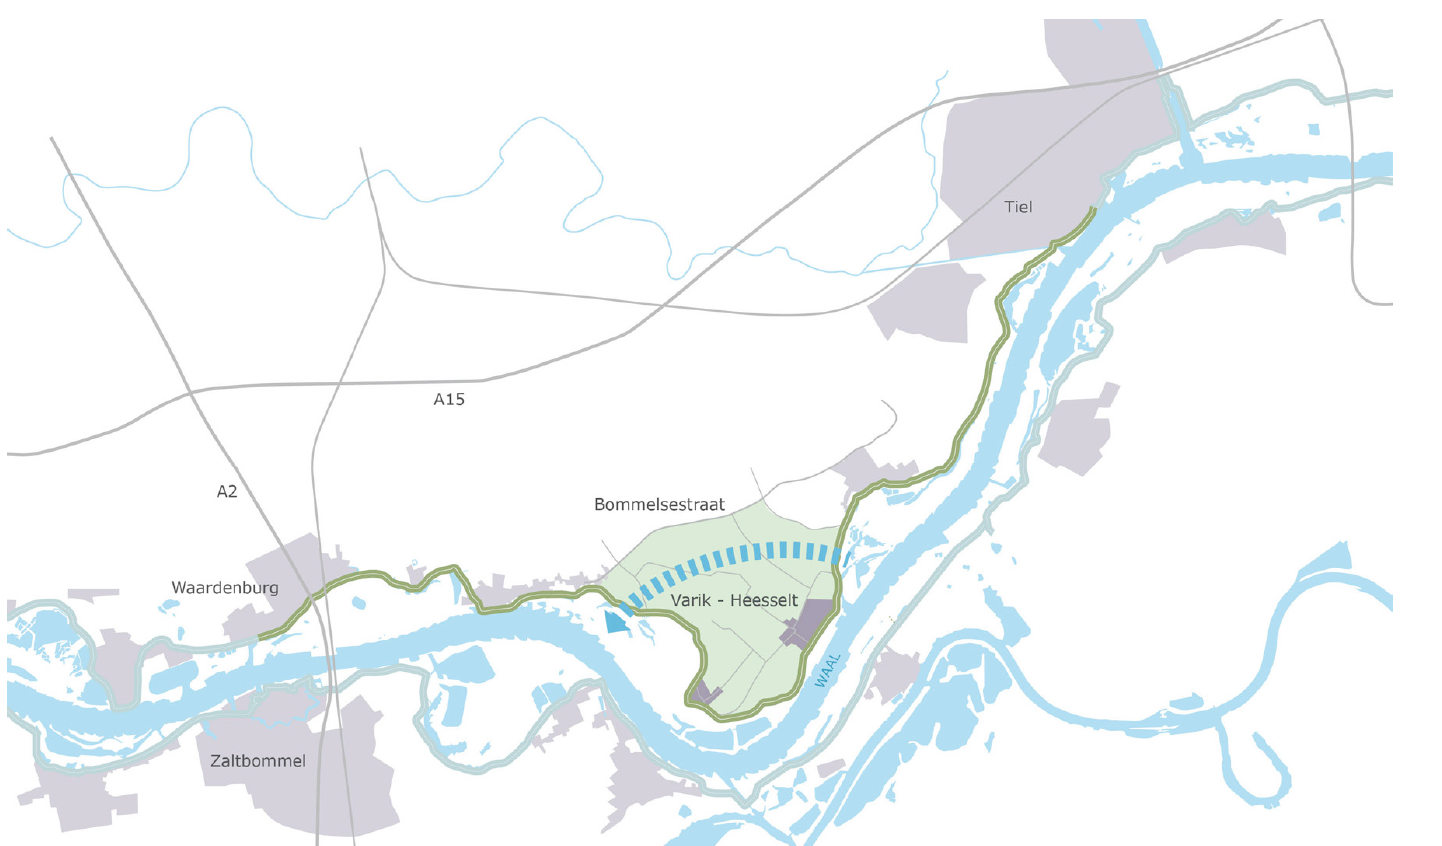 Tiel
A15
A2
Bommelsestraat
Waardenburg
Varik - Heesselt
WAAL
Zaltbommel